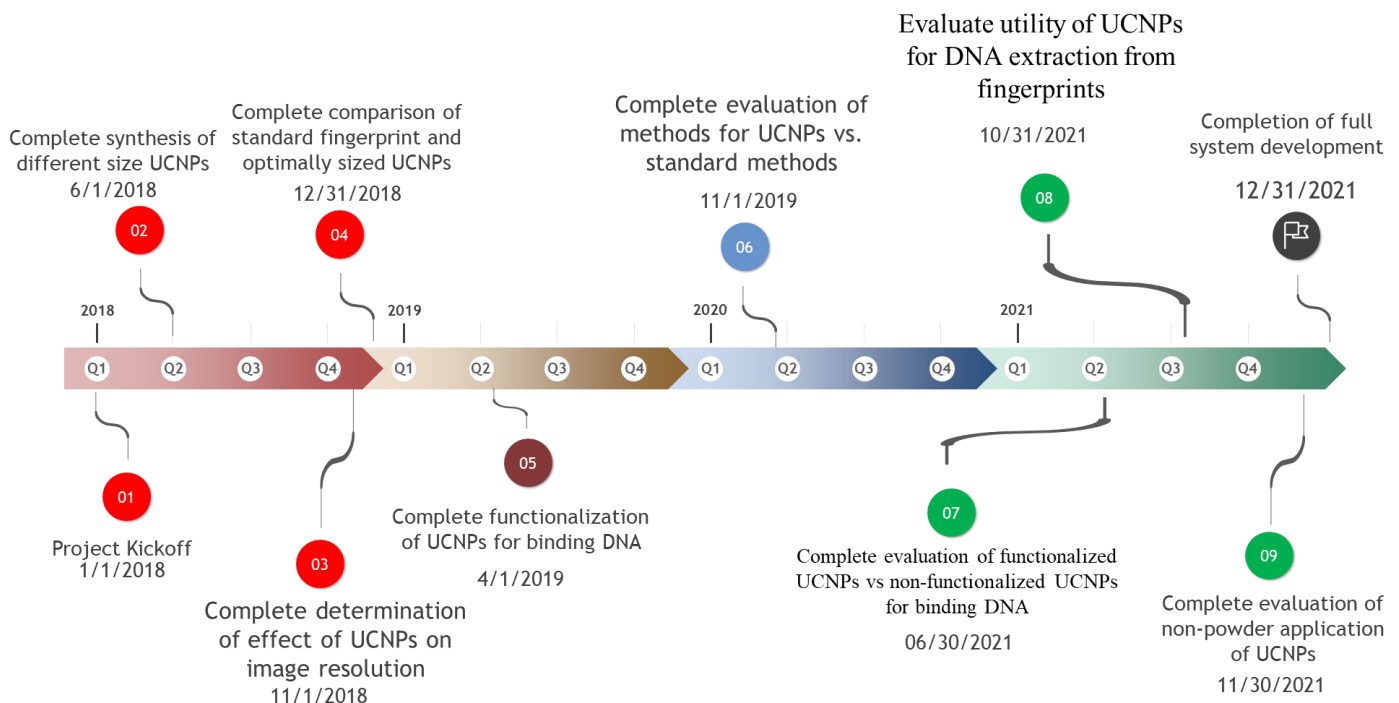 Evaluate utility of UCNPs
for DNA extraction from
fingerprints
10/31/2021
Complete synthesis of
different size UCNPs
6/1/2018
Complete comparison of
standard fingerprint and
optimally sized UCNPs
12/31/2018
Complete evaluation of
methods for UCNPs vs.
standard methods
11/1/2019
Completion of full
system development
12/31/2021
02
04
06
08
2018
2019
2020
2021
Q1
Q2
Q3
Q4
Q1
Q2
Q3
Q4
Q1
Q2
Q3
Q4
Q1
Q2
Q3
Q4
01
Project Kickoff
1/1/2018
03
Complete determination
of effect of UCNPs on
image resolution
11/1/2018
05
Complete functionalization
of UCNPs for binding DNA
4/1/2019
07
Complete evaluation of functionalized
UCNPs vs non-functionalized UCNPs
for binding DNA
06/30/2021
09
Complete evaluation of
non-powder application
of UCNPs
11/30/2021